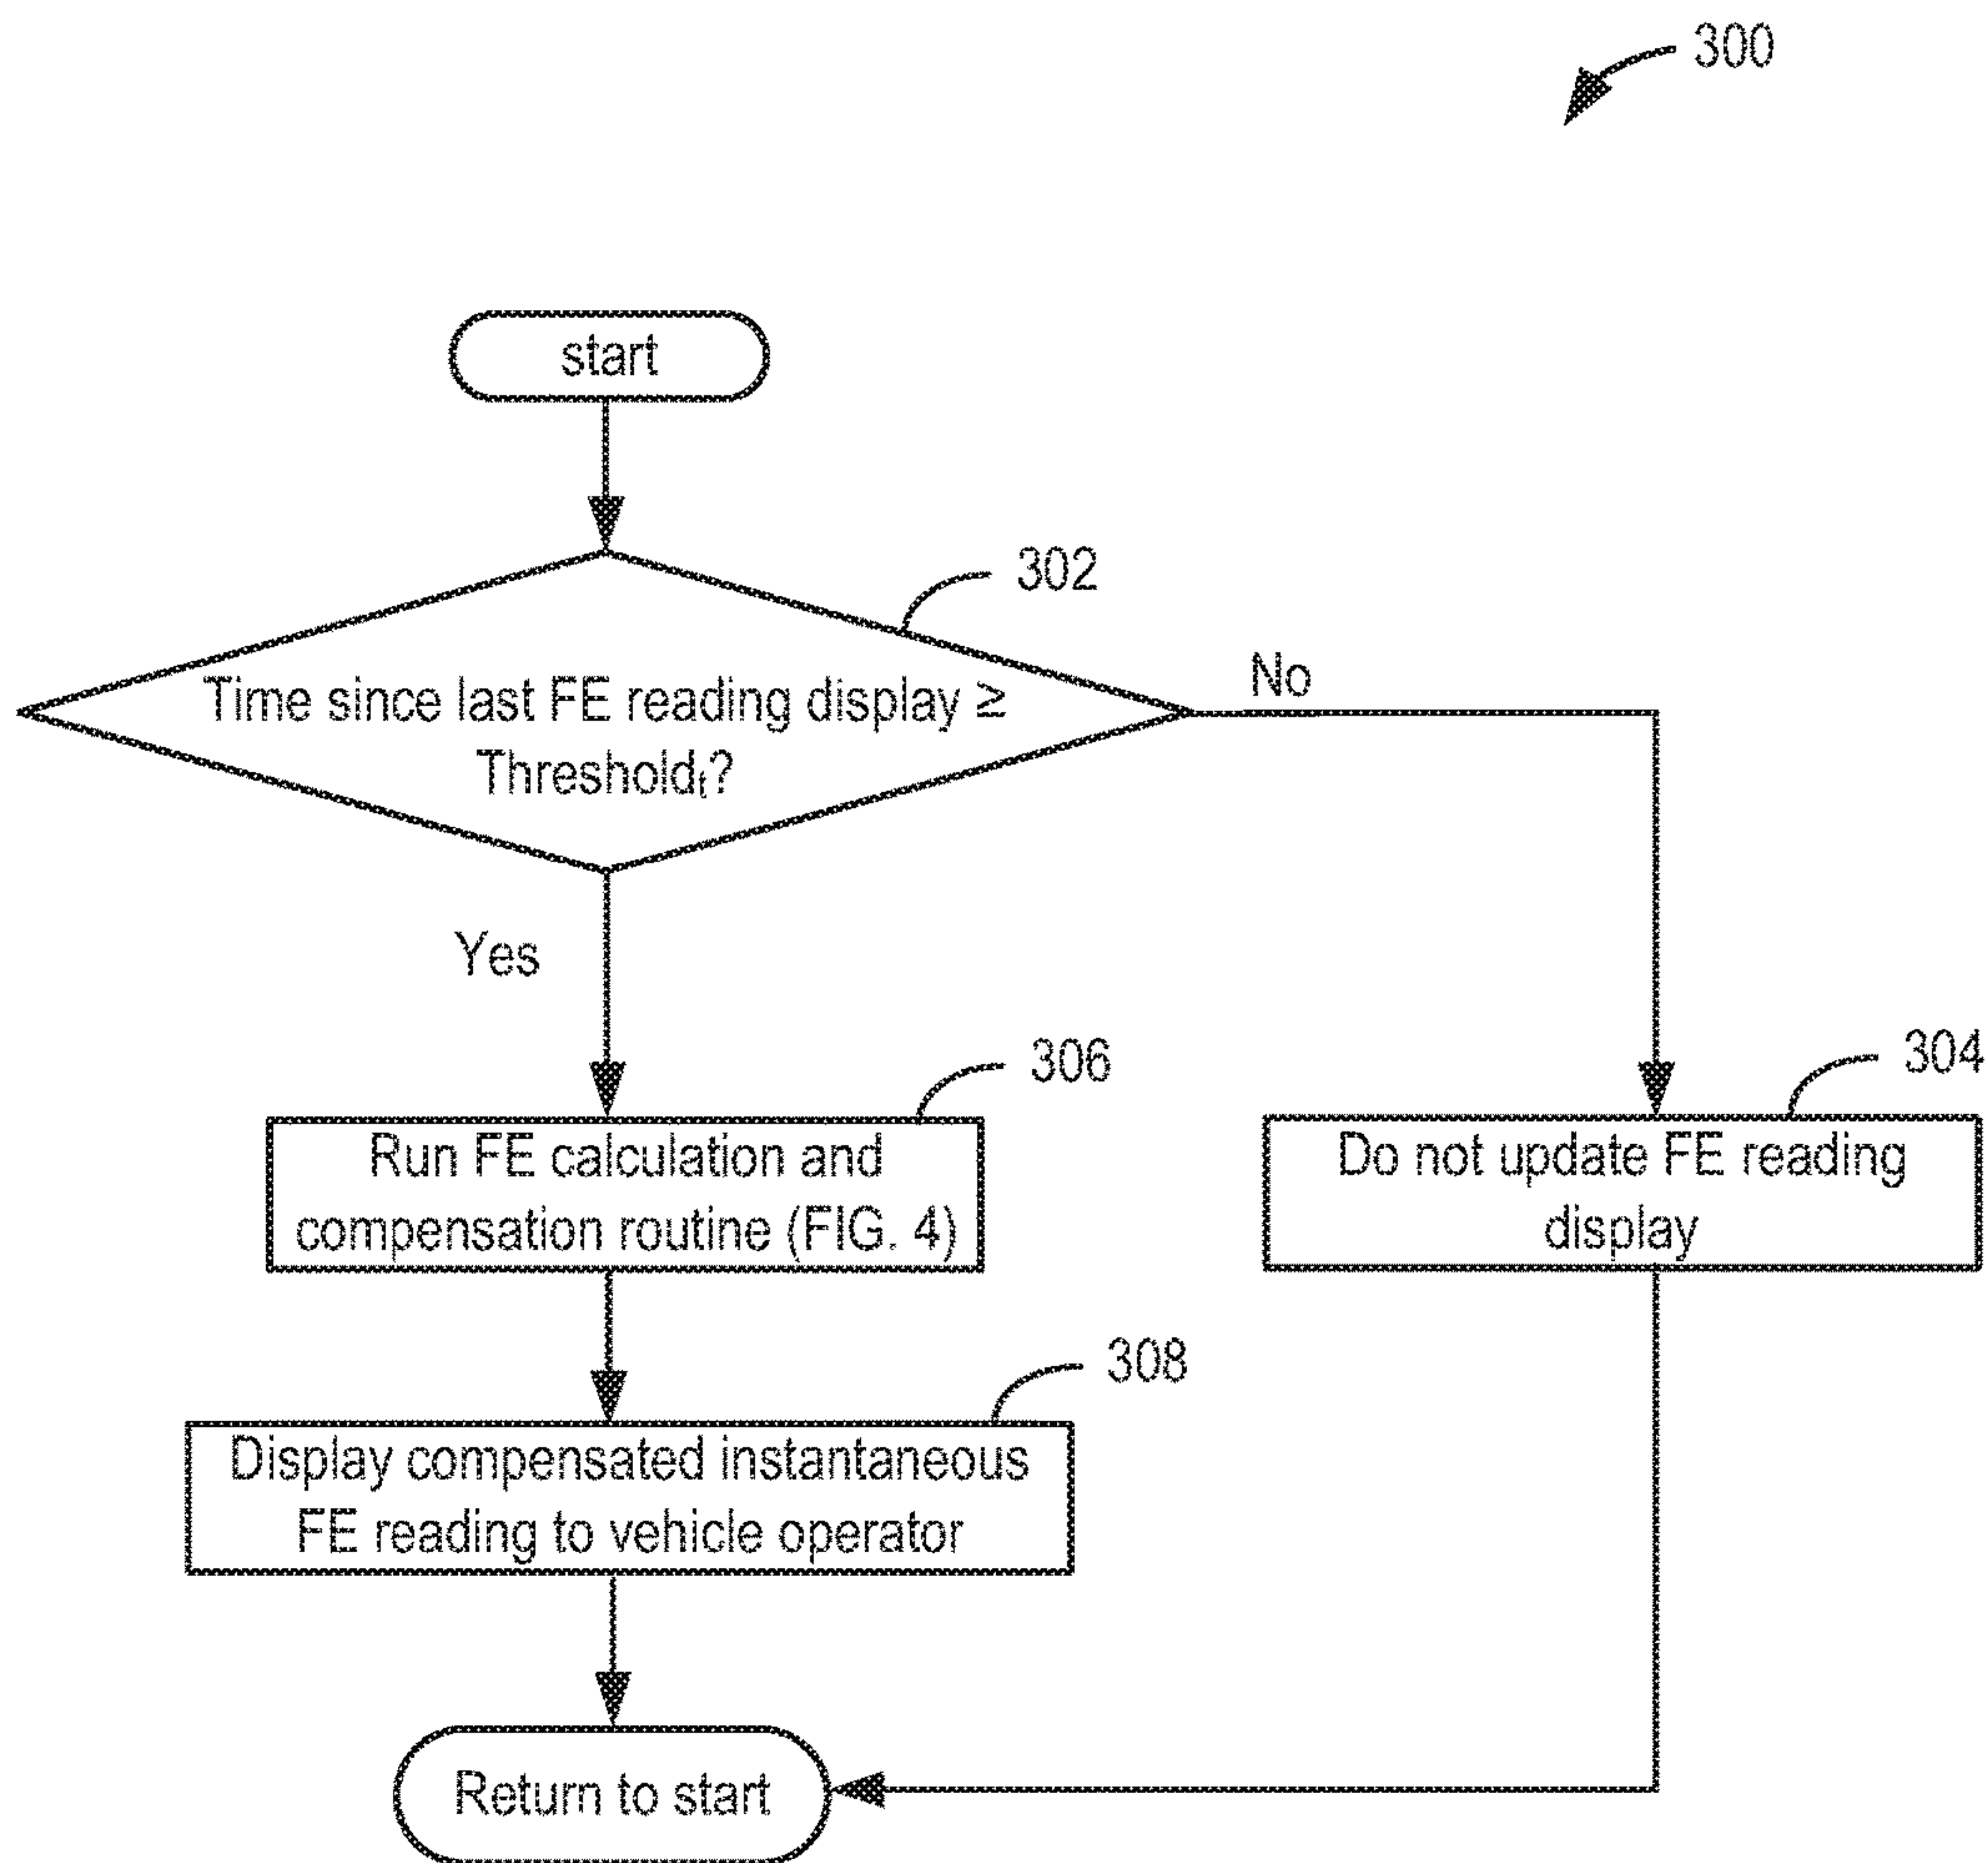 300
start
302
Time since last FE reading display ≥
Thresholdt?
No
Yes
306
Run FE calculation and
compensation routine (FIG. 4)
304
Do not update FE reading
display
308
Display compensated instantaneous
FE reading to vehicle operator
Return to start